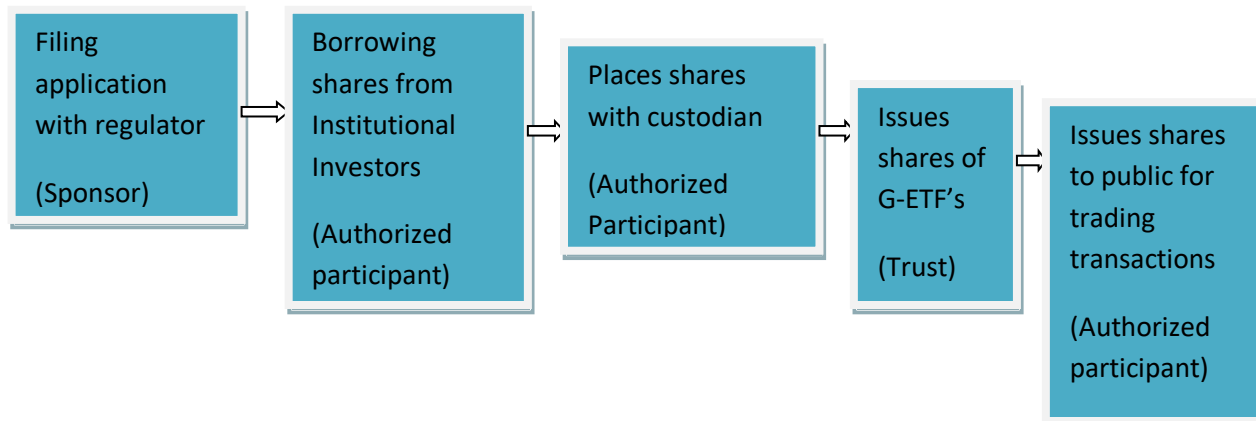 Filing
application
with regulator
(Sponsor)
Borrowing
shares from
Institutional
Investors
(Authorized
participant)
Places shares
with custodian
(Authorized
Participant)
Issues
shares of
G-ETF’s
(Trust)
Issues shares
to public for
trading
transactions
(Authorized
participant)